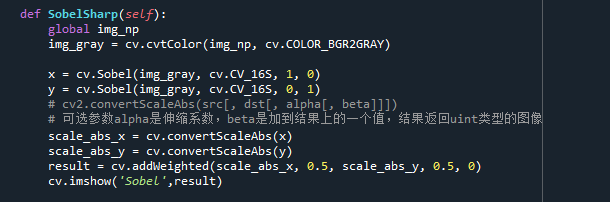 def SobelSharp(self):
global img_np
img_gray = cv.cvtColor(img_np, cv.COLOR_BGR2GRAY)
x = cv.Sobel(img_gray, cv.CV_16S, 1, 0)
y = cv.Sobel(img_gray, cv.CV_16S, 0, 1)
# cv2.convertScaleAbs(src[, dst[, alpha[, beta]]])
# 可选参数alpha是伸缩系数，beta是加到结果上的一个值，结果返回uint类型的图像
scale_abs_x = cv.convertScaleAbs(x)
scale_abs_y = cv.convertScaleAbs(y)
result = cv.addWeighted(scale_abs_x, 0.5, scale_abs_y, 0.5, 0)
cv.imshow('Sobel',result)